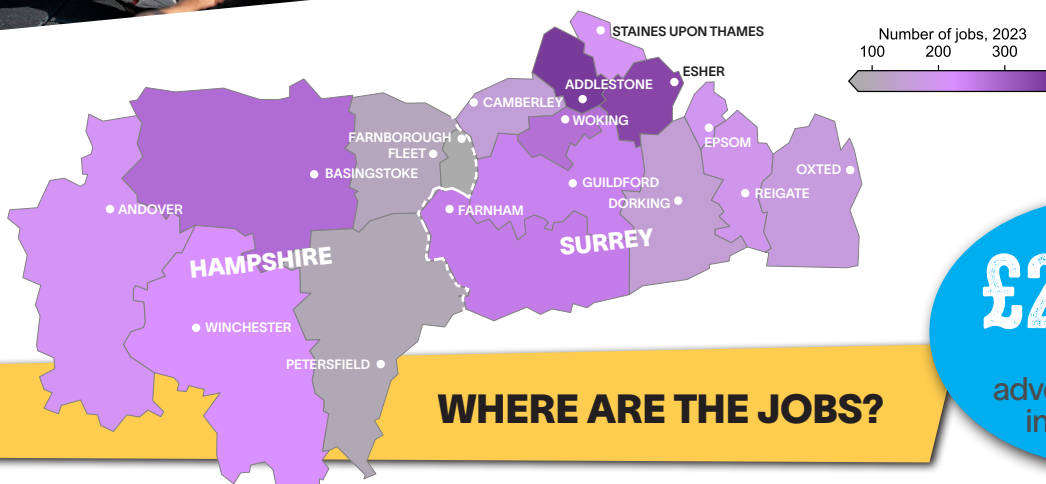 STAINES UPON THAMES
Number of jobs, 2023
100 200 300
ESHER
ADDLESTONE
CAMBERLEY
WOKING
FARNBOROUGH
FLEET
EPSOM
BASINGSTOKE
OXTED
GUILDFORD
REIGATE
DORKING
ANDOVER
FARNHAM
SURREY
HAMPSHIRE
WINCHESTER
PETERSFIELD
WHERE ARE THE JOBS?